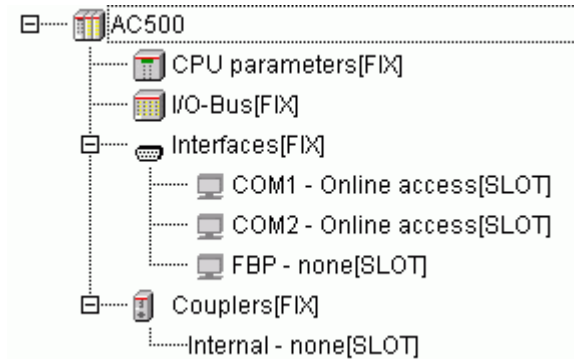 AC500
CPU parameters[FIX]
I/O-Bus[FIX]
Interfaces[FIX]
COM1 - Online access[SLOT]
COM2 - Online access[SLOT]
FBP - none[SLOT]
Couplers[FIX]
Internal - none[SLOT]